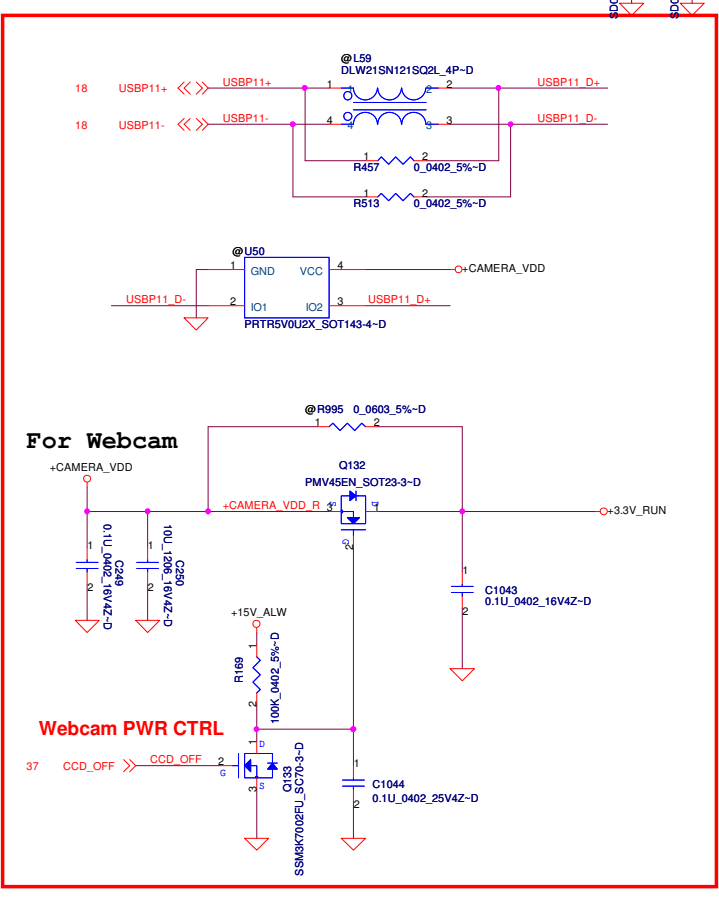 SDC
SDC
@L59
DLW21SN121SQ2L_4P~D
18 USBP11+ USBP11+ 1 1 2 2 USBP11_D+
18 USBP11- USBP11- 4 4 3 3 USBP11_D-
1 2
R457 0_0402_5%~D
1 2
R513 0_0402_5%~D
@U50
1 GND VCC 4 +CAMERA_VDD
USBP11_D- 2 IO1 IO2 3 USBP11_D+
PRTR5V0U2X_SOT143-4~D
@R995 0_0603_5%~D
1 2
For Webcam
+CAMERA_VDD
Q132
PMV45EN_SOT23-3~D
+CAMERA_VDD_R 3 S D 1 +3.3V_RUN
G
2
1
2
C249
0.1U_0402_16V4Z~D
1
2
C250
10U_1206_16V4Z~D
1
2
C1043
0.1U_0402_16V4Z~D
+15V_ALW
1
2
R169
100K_0402_5%~D
Webcam PWR CTRL
37 CCD_OFF CCD_OFF 2 G
1 D
3 S
Q133
SSM3K7002FU_SC70-3~D
1
2
C1044
0.1U_0402_25V4Z~D